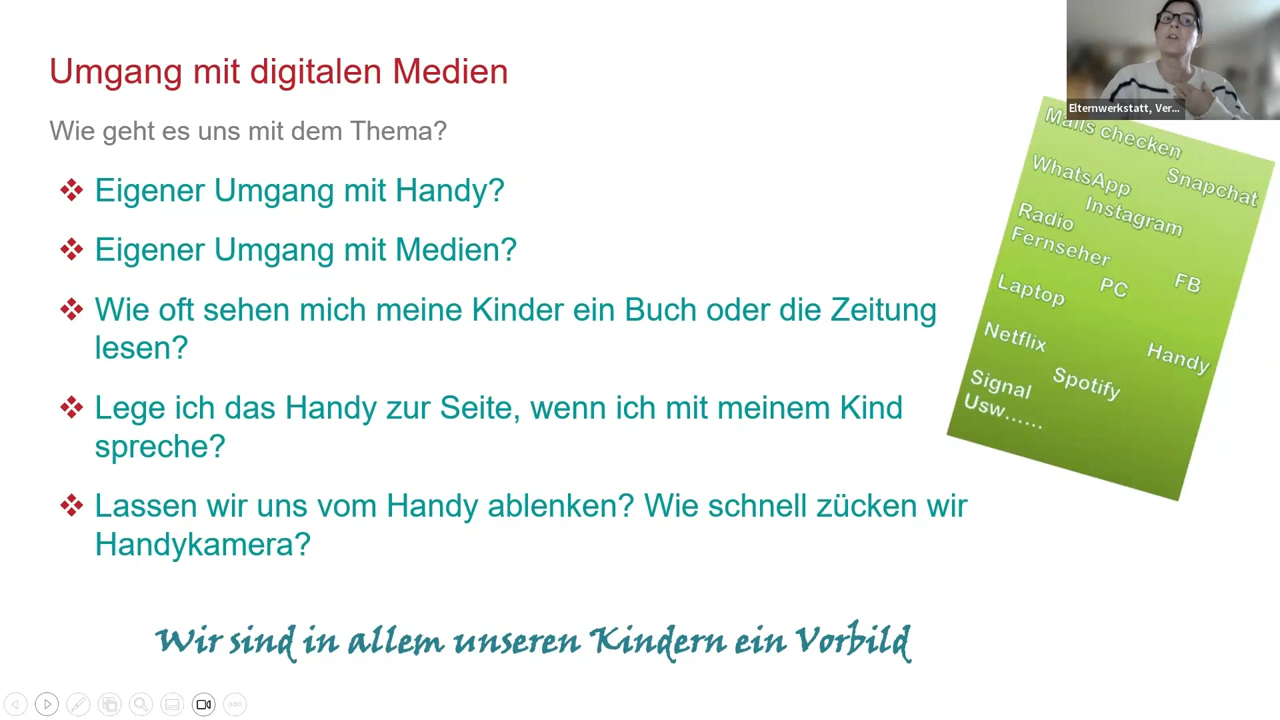 Umgang mit digitalen Medien
Wie geht es uns mit dem Thema?
Eigener Umgang mit Handy?
Eigener Umgang mit Medien?
Wie oft sehen mich meine Kinder ein Buch oder die Zeitung
lesen?
Lege ich das Handy zur Seite, wenn ich mit meinem Kind
spreche?
Lassen wir uns vom Handy ablenken? Wie schnell zücken wir
Handykamera?
Wir sind in allem unseren Kindern ein Vorbild
Elternwerkstatt, Ver...
Mails checken
WhatsApp Snapchat
Instagram
Radio
Fernseher
PC FB
Laptop
Netflix Handy
Spotify
Signal
Usw......